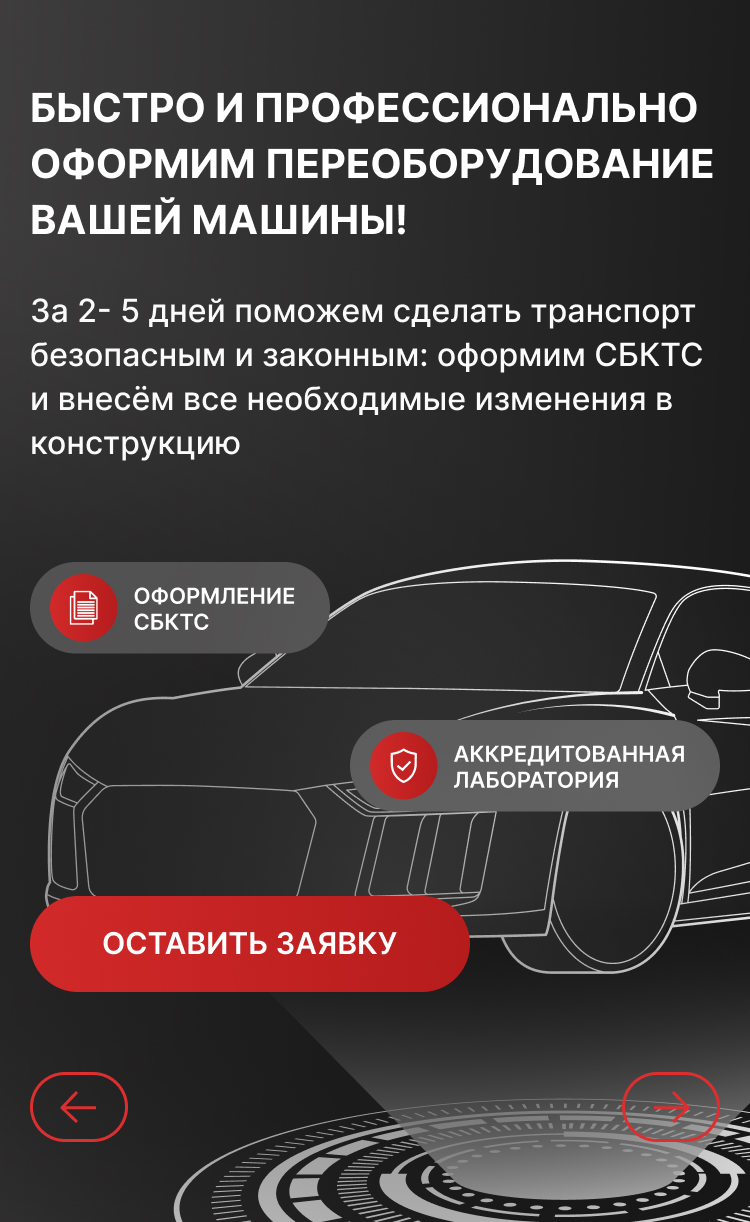 БЫСТРО И ПРОФЕССИОНАЛЬНО
ОФОРМИМ ПЕРЕОБОРУДОВАНИЕ
ВАШЕЙ МАШИНЫ!
За 2- 5 дней поможем сделать транспорт
безопасным и законным: оформим СБКТС
и внесём все необходимые изменения в
конструкцию
ОФОРМЛЕНИЕ
СБКТС
АККРЕДИТОВАННАЯ
ЛАБОРАТОРИЯ
ОСТАВИТЬ ЗАЯВКУ